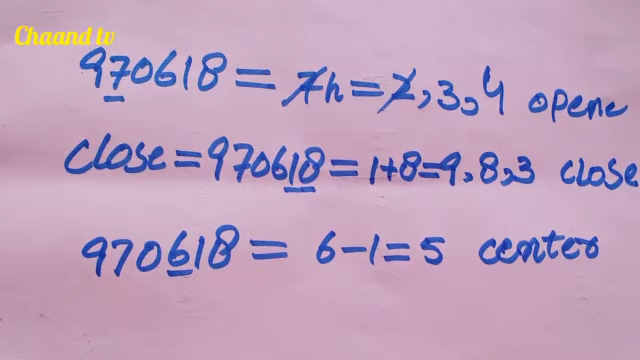 Chaand tv
970618 = 7h = 2, 3, 4 opene
close = 970618 = 1+8=9, 8, 3 close
970618 = 6-1=5 center